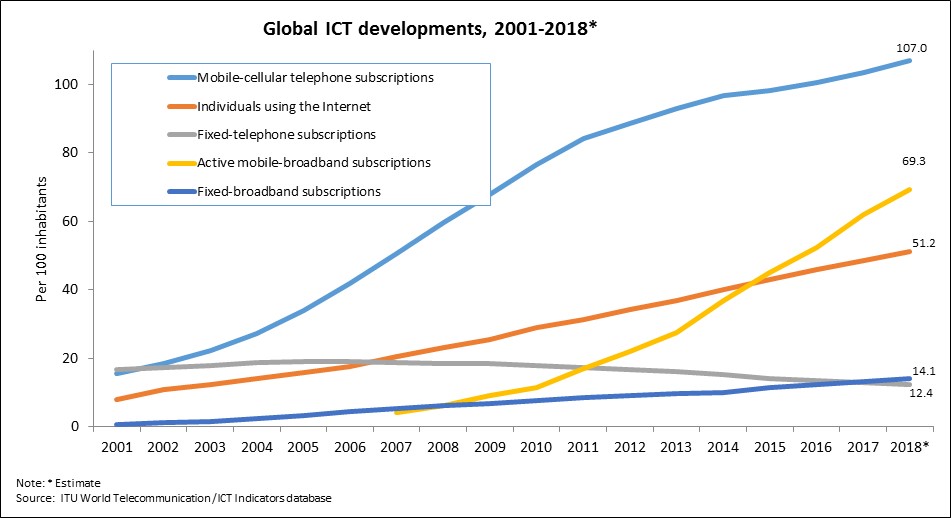 Global ICT developments, 2001-2018*
107.0
100
Mobile-cellular telephone subscriptions
Individuals using the Internet
Fixed-telephone subscriptions
Active mobile-broadband subscriptions
Fixed-broadband subscriptions
80
69.3
60
51.2
40
20
14.1
12.4
0
Per 100 inhabitants
2001 2002 2003 2004 2005 2006 2007 2008 2009 2010 2011 2012 2013 2014 2015 2016 2017 2018*
Note: * Estimate
Source: ITU World Telecommunication /ICT Indicators database